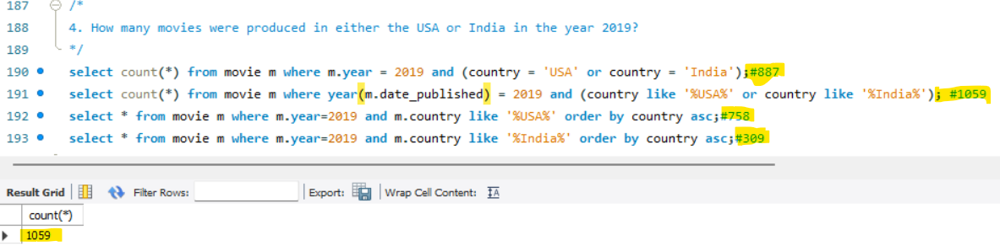 187 /*
188 4. How many movies were produced in either the USA or India in the year 2019?
189 */
190 select count(*) from movie m where m.year = 2019 and (country = 'USA' or country = 'India');#887
191 select count(*) from movie m where year(m.date_published) = 2019 and (country like '%USA%' or country like '%India%'); #1059
192 select * from movie m where m.year=2019 and m.country like '%USA%' order by country asc;#758
193 select * from movie m where m.year=2019 and m.country like '%India%' order by country asc;#309
Result Grid Filter Rows: Export: Wrap Cell Content: IA
count(*)
1059